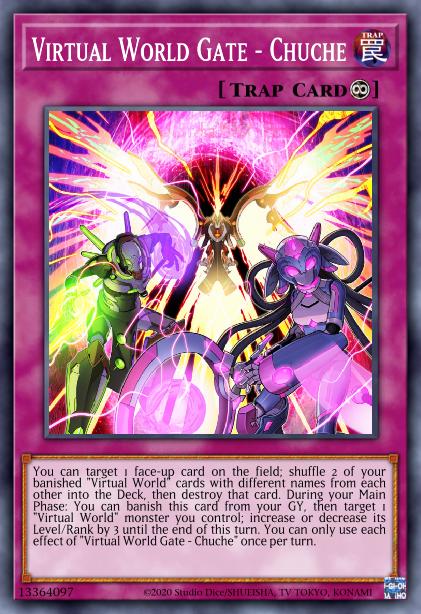 VIRTUAL WORLD GATE - CHUCHE
TRAP
罠
[TRAP CARD ]
You can target 1 face-up card on the field; shuffle 2 of your
banished "Virtual World" cards with different names from each
other into the Deck, then destroy that card. During your Main
Phase: You can banish this card from your GY, then target 1
"Virtual World" monster you control; increase or decrease its
Level/Rank by 3 until the end of this turn. You can only use each
effect of "Virtual World Gate - Chuche" once per turn.
13364097
©2020 Studio Dice/SHUEISHA, TV TOKYO, KONAMI